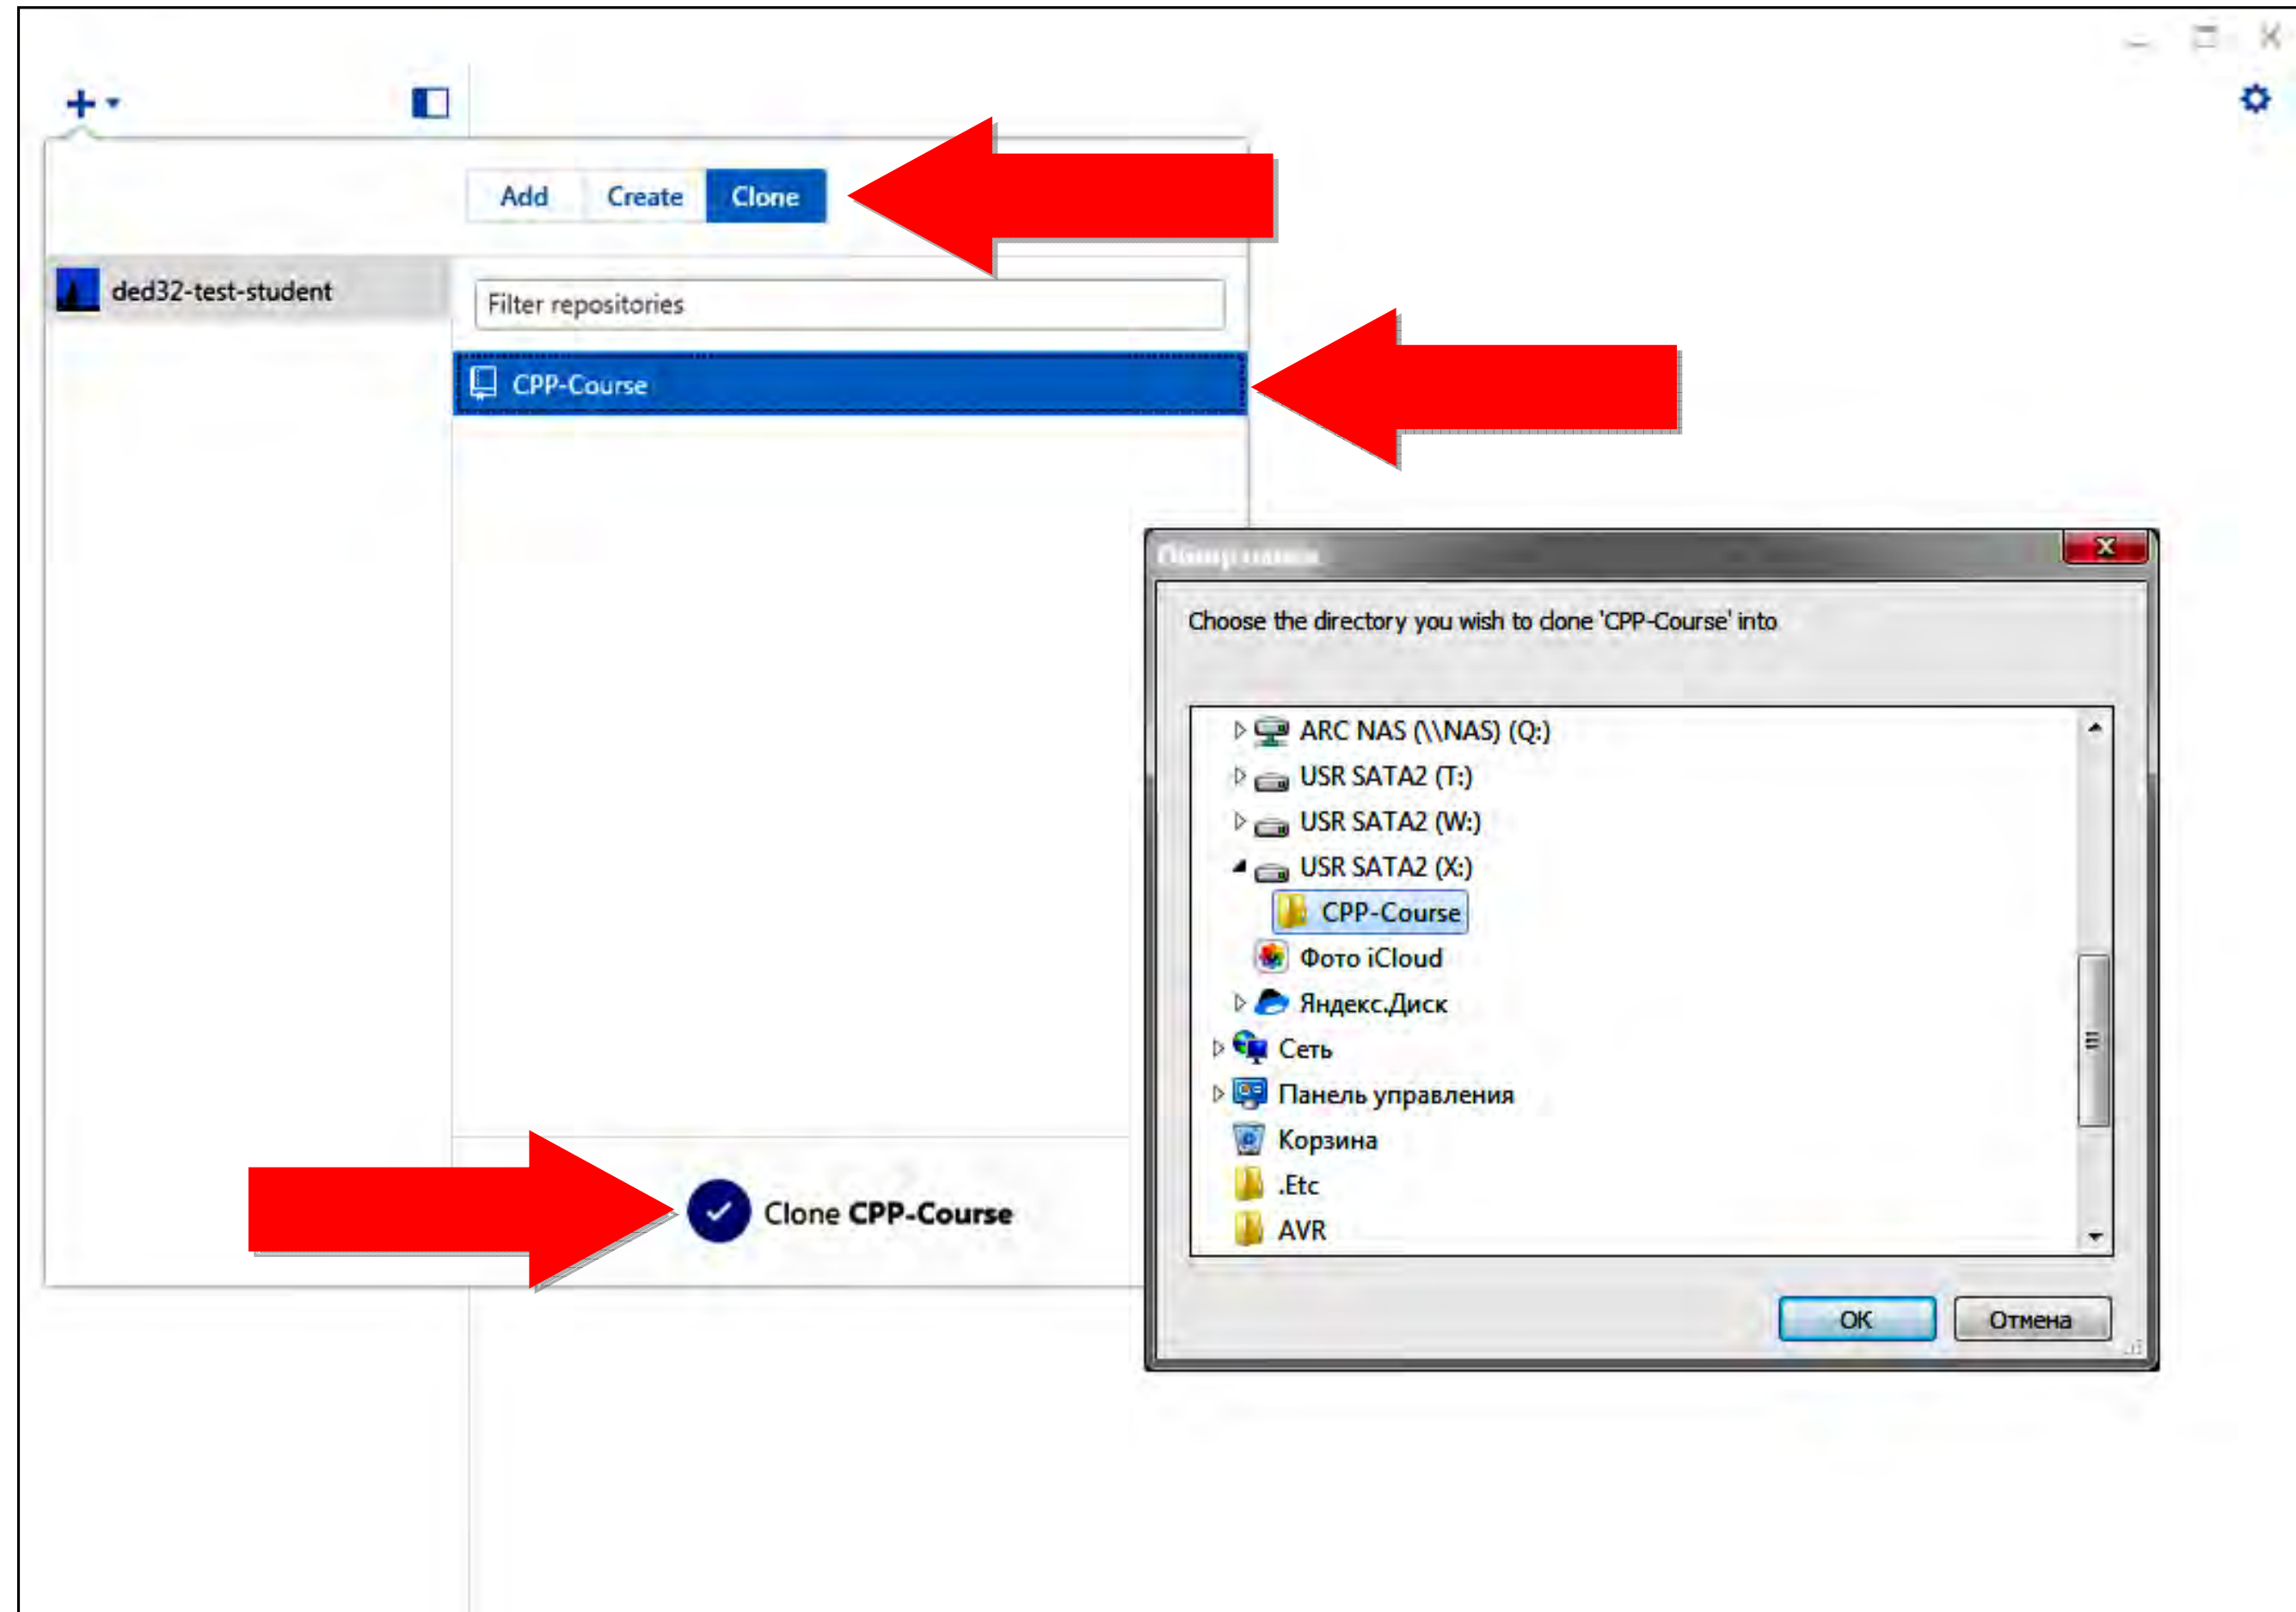 Add Create Clone
ded32-test-student
Filter repositories
CPP-Course
Choose the directory you wish to clone 'CPP-Course' into
ARC NAS (\\NAS) (Q:)
USR SATA2 (T:)
USR SATA2 (W:)
USR SATA2 (X:)
CPP-Course
Фото iCloud
Яндекс.Диск
Сеть
Панель управления
Корзина
.Etc
AVR
Clone CPP-Course
OK Отмена